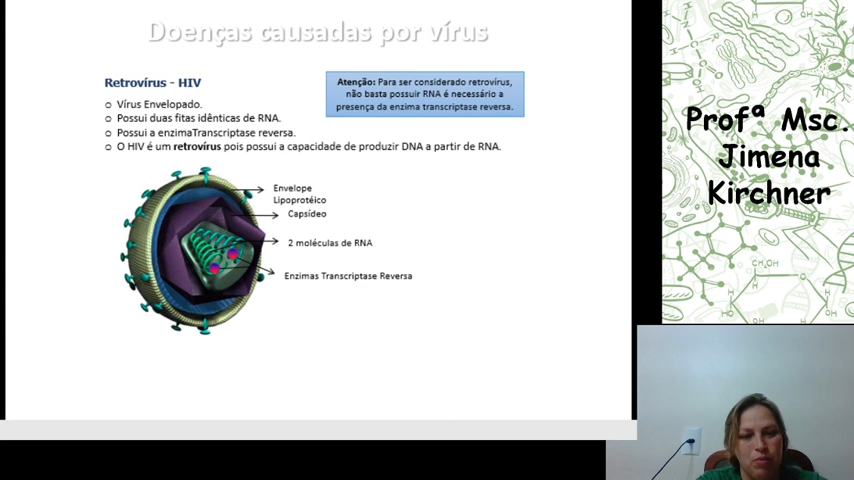 Doenças causadas por vírus
Retrovírus - HIV
Atenção: Para ser considerado retrovírus,
não basta possuir RNA é necessário a
presença da enzima transcriptase reversa.
o Vírus Envelopado.
o Possui duas fitas idênticas de RNA.
o Possui a enzimaTranscriptase reversa.
o O HIV é um retrovírus pois possui a capacidade de produzir DNA a partir de RNA.
Envelope
Lipoprotéico
Capsídeo
2 moléculas de RNA
Enzimas Transcriptase Reversa
Profª Msc.
Jimena
Kirchner
CH₂OH